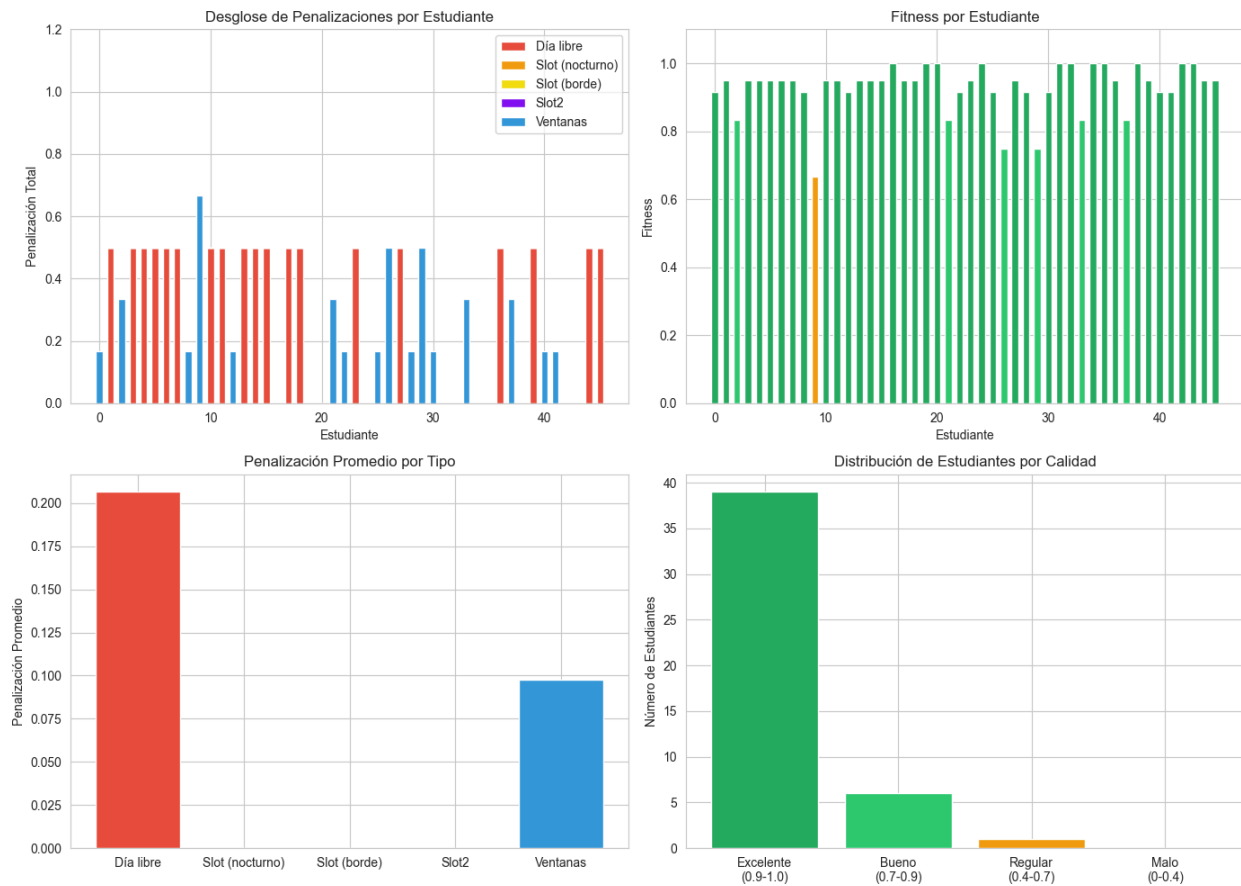 Desglose de Penalizaciones por Estudiante
1.2
1.0
0.8
0.6
0.4
0.2
0.0
Penalización Total
Día libre
Slot (nocturno)
Slot (borde)
Slot2
Ventanas
0 10 20 30 40
Estudiante
Fitness por Estudiante
1.0
0.8
0.6
0.4
0.2
0.0
Fitness
0 10 20 30 40
Estudiante
Penalización Promedio por Tipo
0.200
0.175
0.150
0.125
0.100
0.075
0.050
0.025
0.000
Penalización Promedio
Día libre Slot (nocturno) Slot (borde) Slot2 Ventanas
Distribución de Estudiantes por Calidad
40
35
30
25
20
15
10
5
0
Número de Estudiantes
Excelente Bueno Regular Malo
(0.9-1.0) (0.7-0.9) (0.4-0.7) (0-0.4)